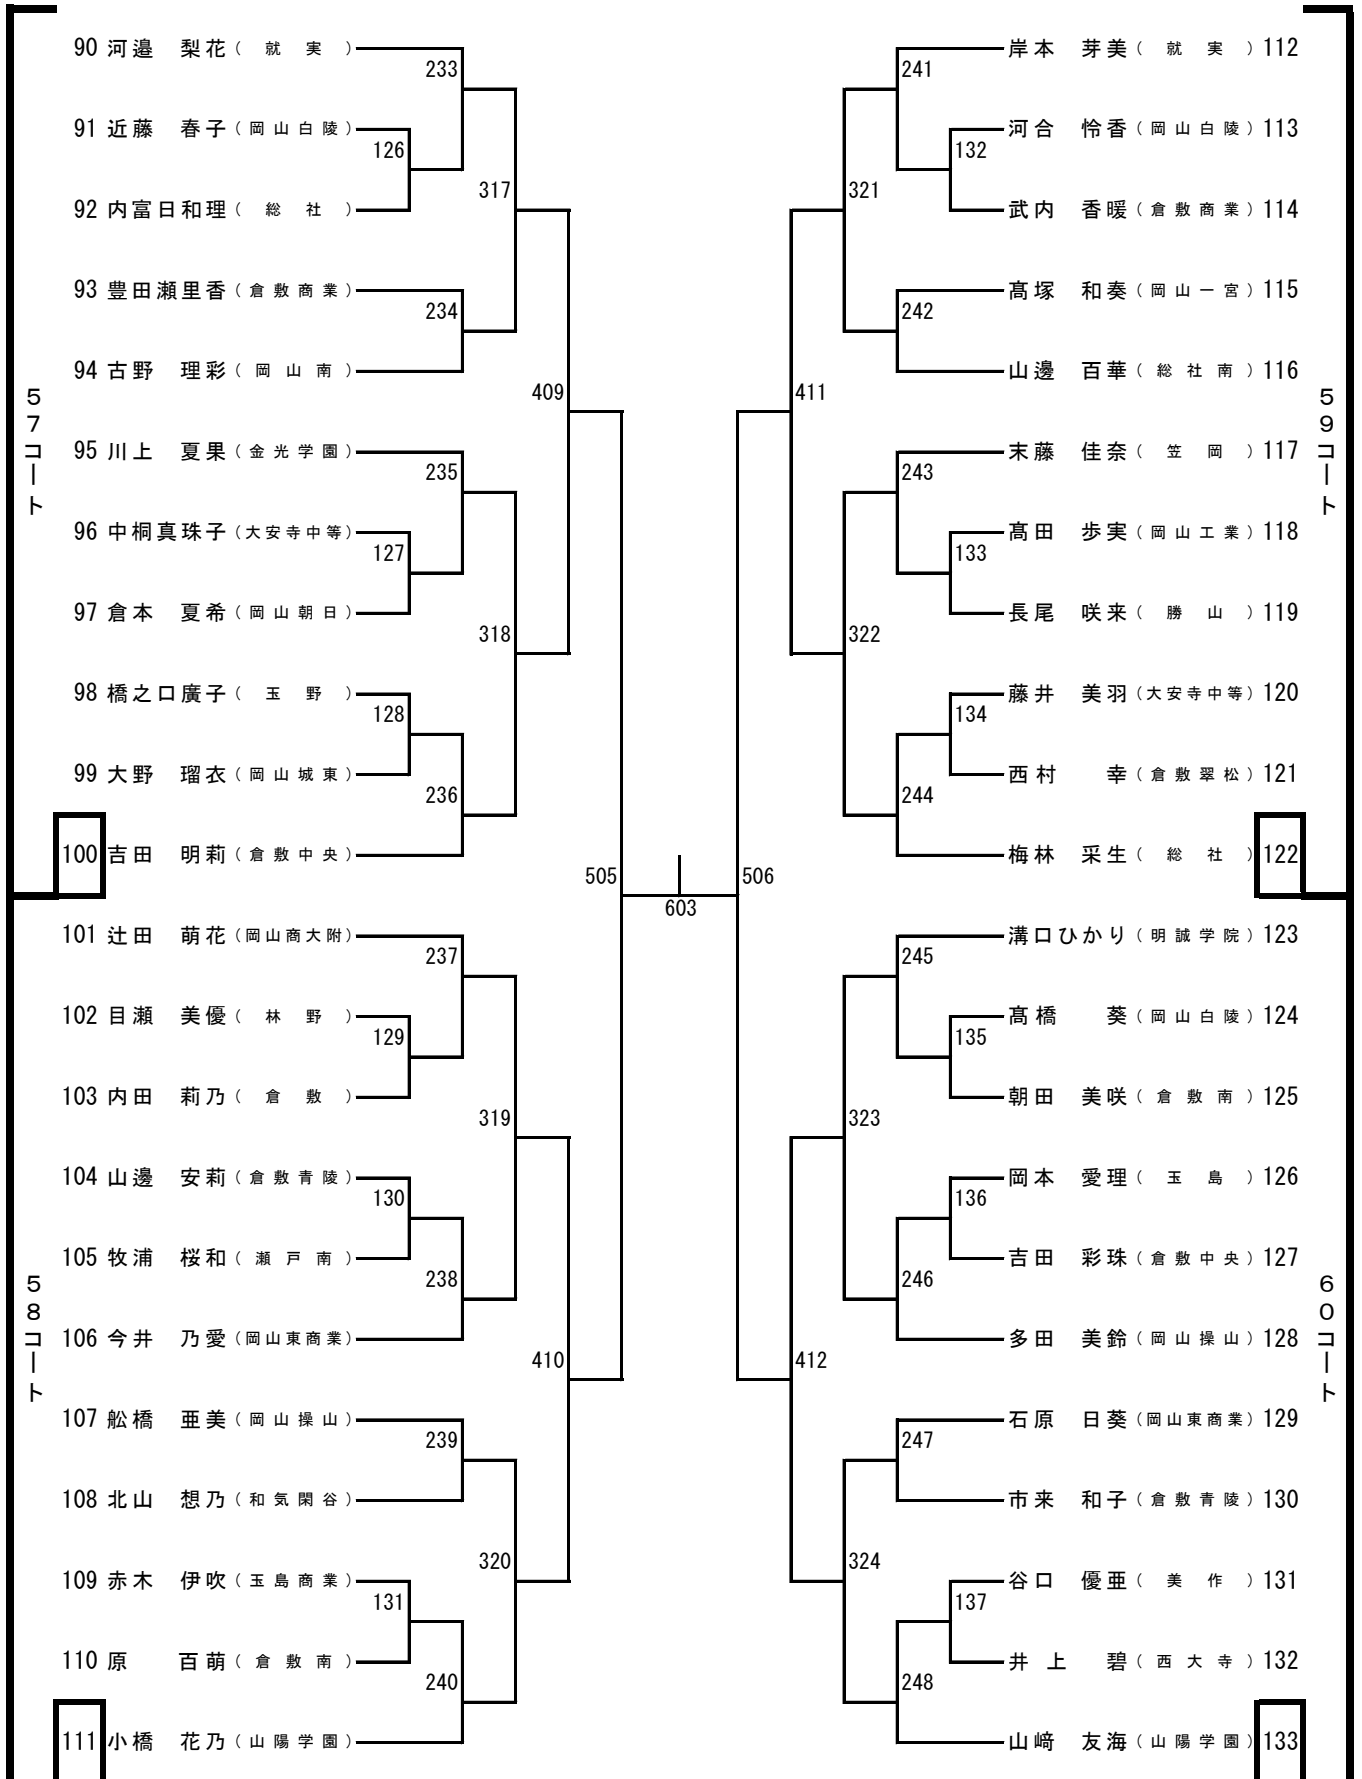 90 河邉 梨花（ 就 実 ）
233
91 近藤 春子（岡山白陵）
126
92 内富日和理（ 総 社 ）
317
93 豊田瀬里香（倉敷商業）
234
94 古野 理彩（岡 山 南）
409
95 川上 夏果（金光学園）
235
96 中桐真珠子（大安寺中等）
127
97 倉本 夏希（岡山朝日）
318
98 橋之口廣子（ 玉 野 ）
128
99 大野 瑠衣（岡山城東）
236
100 吉田 明莉（倉敷中央）
57コート
505
101 辻田 萌花（岡山商大附）
237
102 目瀬 美優（ 林 野 ）
129
103 内田 莉乃（ 倉 敷 ）
319
104 山邊 安莉（倉敷青陵）
130
105 牧浦 桜和（瀬 戸 南）
238
106 今井 乃愛（岡山東商業）
410
107 舩橋 亜美（岡山操山）
239
108 北山 想乃（和気閑谷）
320
109 赤木 伊吹（玉島商業）
131
110 原 百萌（倉 敷 南）
240
111 小橋 花乃（山陽学園）
58コート
603
岸本 芽美（ 就 実 ）112
241
河合 怜香（岡山白陵）113
132
武内 香暖（倉敷商業）114
321
髙塚 和奏（岡山一宮）115
242
山邊 百華（総 社 南）116
411
末藤 佳奈（ 笠 岡 ）117
243
髙田 歩実（岡山工業）118
133
長尾 咲来（ 勝 山 ）119
322
藤井 美羽（大安寺中等）120
134
西村 幸（倉敷翠松）121
244
梅林 采生（ 総 社 ）122
59コート
506
溝口ひかり（明誠学院）123
245
髙橋 葵（岡山白陵）124
135
朝田 美咲（倉 敷 南）125
323
岡本 愛理（ 玉 島 ）126
136
吉田 彩珠（倉敷中央）127
246
多田 美鈴（岡山操山）128
412
石原 日葵（岡山東商業）129
247
市来 和子（倉敷青陵）130
324
谷口 優亜（ 美 作 ）131
137
井上 碧（西 大 寺）132
248
山﨑 友海（山陽学園）133
60コート